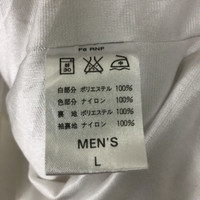 白部分 ポリエステル 100%
色部分 ナイロン 100%
裏地 ポリエステル 100%
袖裏地 ナイロン 100%
MEN'S
L